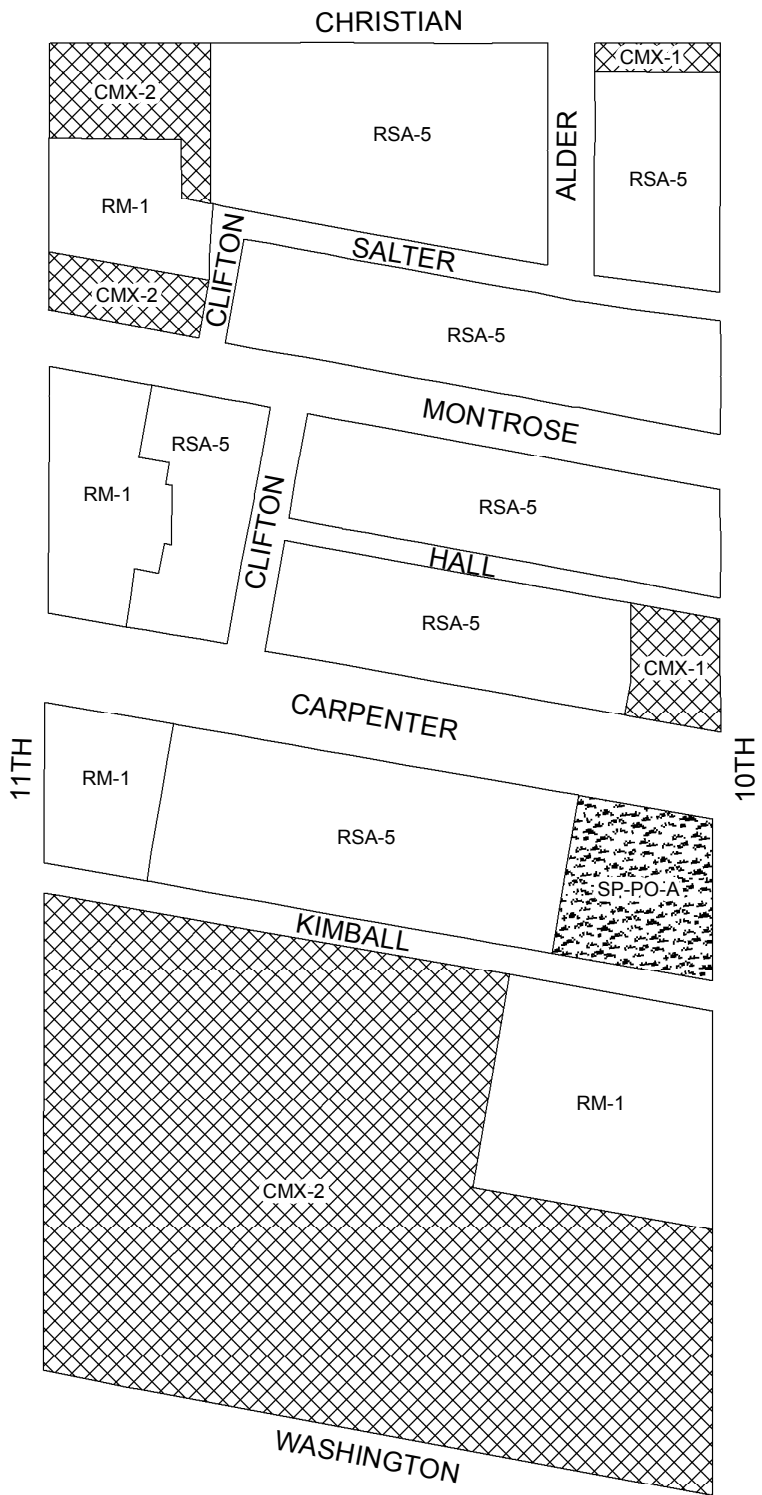 CHRISTIAN
CMX-1
CMX-2
RSA-5
ALDER
RSA-5
RM-1
SALTER
CLIFTON
CMX-2
RSA-5
MONTROSE
RSA-5
RM-1
RSA-5
CLIFTON
HALL
RSA-5
CMX-1
CARPENTER
11TH
10TH
RM-1
RSA-5
SP-PO-A
KIMBALL
RM-1
CMX-2
WASHINGTON